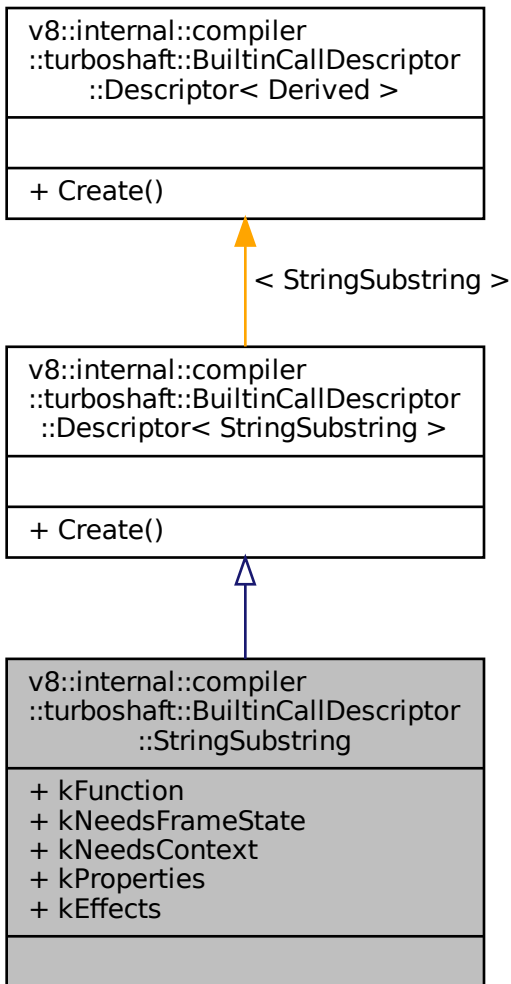 v8::internal::compiler
::turboshaft::BuiltinCallDescriptor
::Descriptor< Derived >
+ Create()
< StringSubstring >
v8::internal::compiler
::turboshaft::BuiltinCallDescriptor
::Descriptor< StringSubstring >
+ Create()
v8::internal::compiler
::turboshaft::BuiltinCallDescriptor
::StringSubstring
+ kFunction
+ kNeedsFrameState
+ kNeedsContext
+ kProperties
+ kEffects